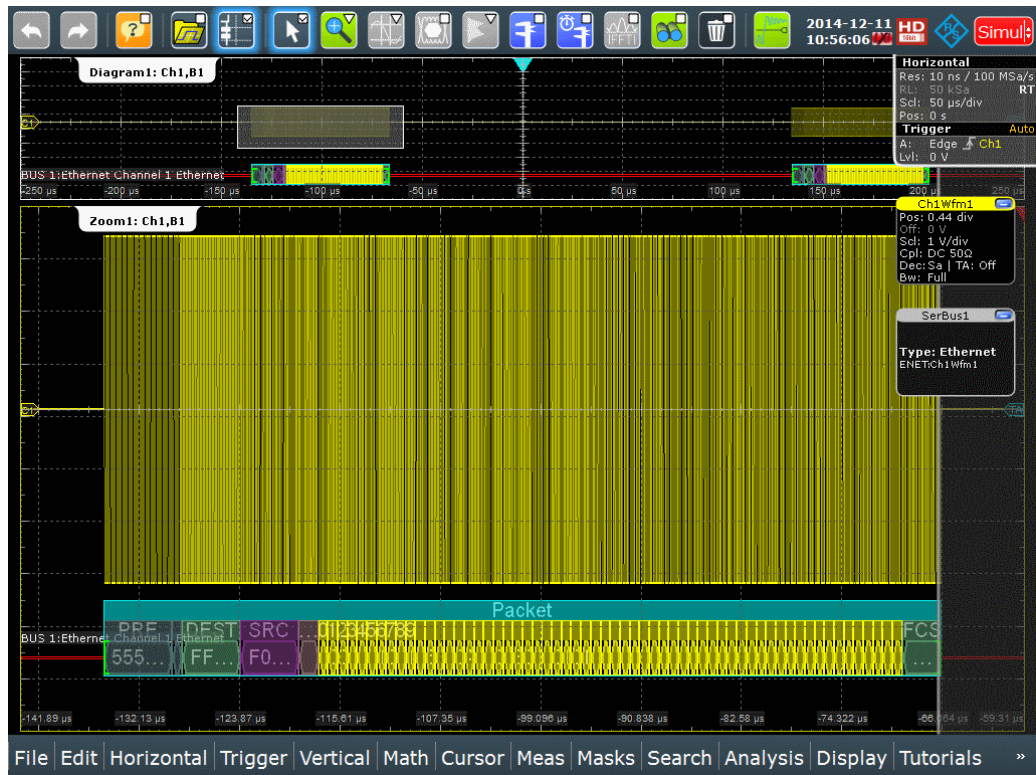 2014-12-11
10:56:06
HD
16Bit
R&S
Simul
(IFFT)
Diagram1: Ch1,B1
Horizontal
Res: 10 ns / 100 MSa/s
RL: 50 kSa RT
Scl: 50 µs/div
Pos: 0 s
Trigger Auto
A: Edge Ch1
Lvl: 0 V
C1
BUS 1:Ethernet Channel 1 Ethernet
-250 µs -200 µs -150 µs -100 µs -50 µs 0 s 50 µs 100 µs 150 µs 200 µs 250 µs
Zoom1: Ch1,B1
Ch1Wfm1
Pos: 0.44 div
Off: 0 V
Scl: 1 V/div
Cpl: DC 50Ω
Dec:Sa | TA: Off
Bw: Full
SerBus1
Type: Ethernet
ENET:Ch1Wfm1
C1 TA
Packet
PRE DEST SRC ... 0123456789 FCS
BUS 1:Ethernet Channel 1 Ethernet
555... FF... F0... ...
-141.89 µs -132.13 µs -123.87 µs -115.61 µs -107.35 µs -99.096 µs -90.838 µs -82.58 µs -74.322 µs -66.064 µs -59.31 µs
File Edit Horizontal Trigger Vertical Math Cursor Meas Masks Search Analysis Display Tutorials »